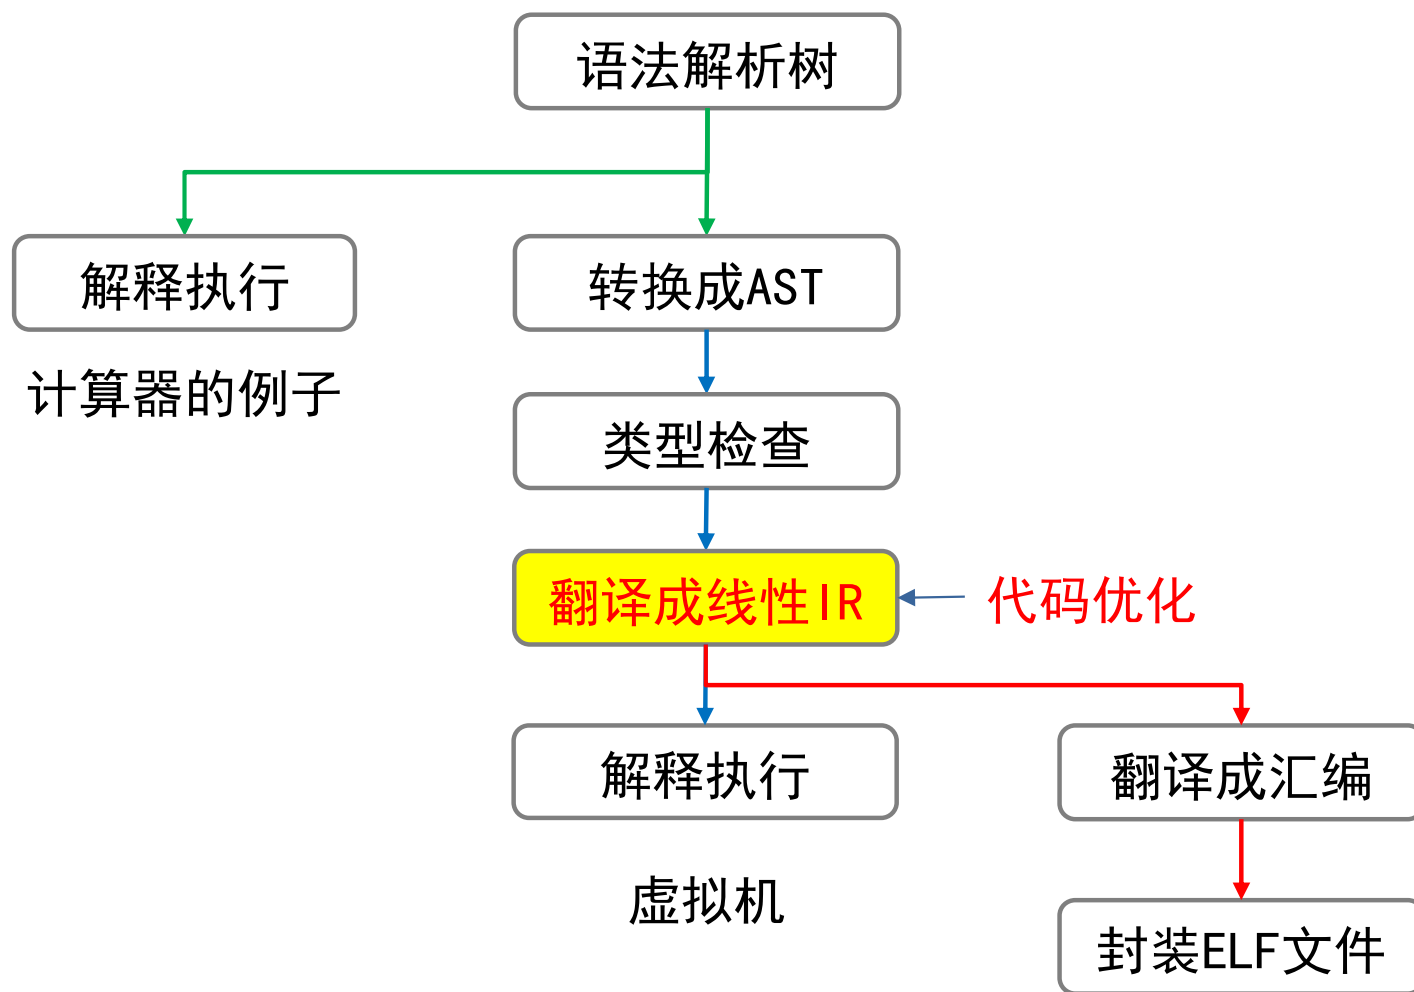 语法解析树
解释执行
转换成AST
计算器的例子
类型检查
翻译成线性IR
代码优化
解释执行
翻译成汇编
虚拟机
封装ELF文件